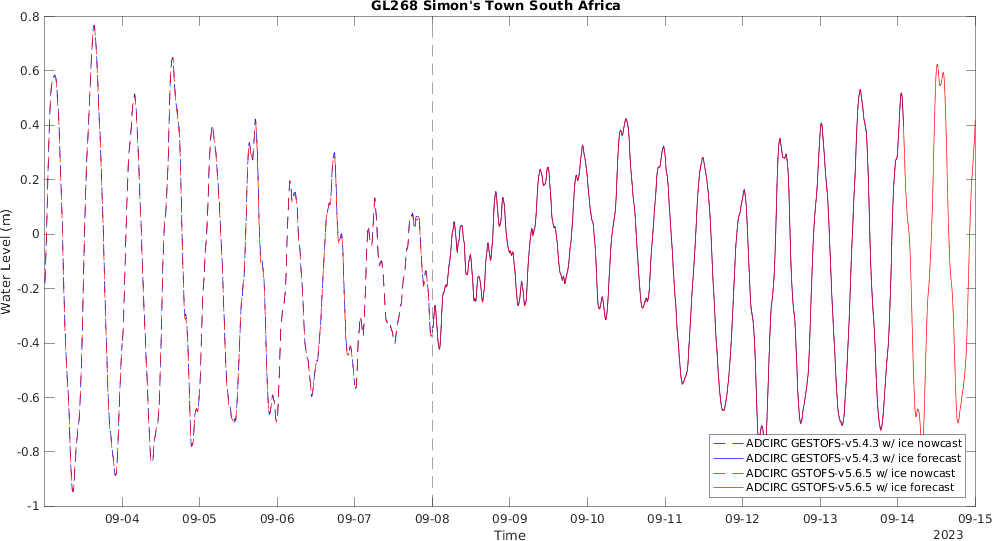 GL268 Simon's Town South Africa
0.8
0.6
0.4
0.2
0
-0.2
-0.4
-0.6
-0.8
-1
Water Level (m)
09-04 09-05 09-06 09-07 09-08 09-09 09-10 09-11 09-12 09-13 09-14 09-15
Time
2023
ADCIRC GESTOFS-v5.4.3 w/ ice nowcast
ADCIRC GESTOFS-v5.4.3 w/ ice forecast
ADCIRC GSTOFS-v5.6.5 w/ ice nowcast
ADCIRC GSTOFS-v5.6.5 w/ ice forecast